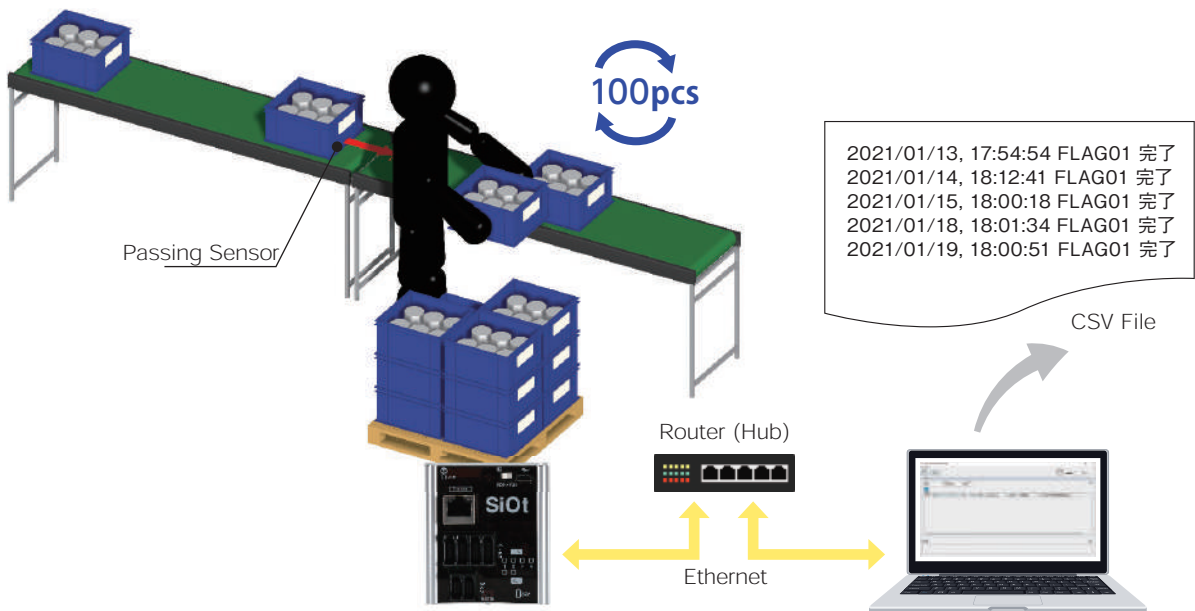 100pcs
2021/01/13, 17:54:54 FLAG01 完了
2021/01/14, 18:12:41 FLAG01 完了
2021/01/15, 18:00:18 FLAG01 完了
2021/01/18, 18:01:34 FLAG01 完了
2021/01/19, 18:00:51 FLAG01 完了
Passing Sensor
CSV File
Router (Hub)
SiOt
Ethernet